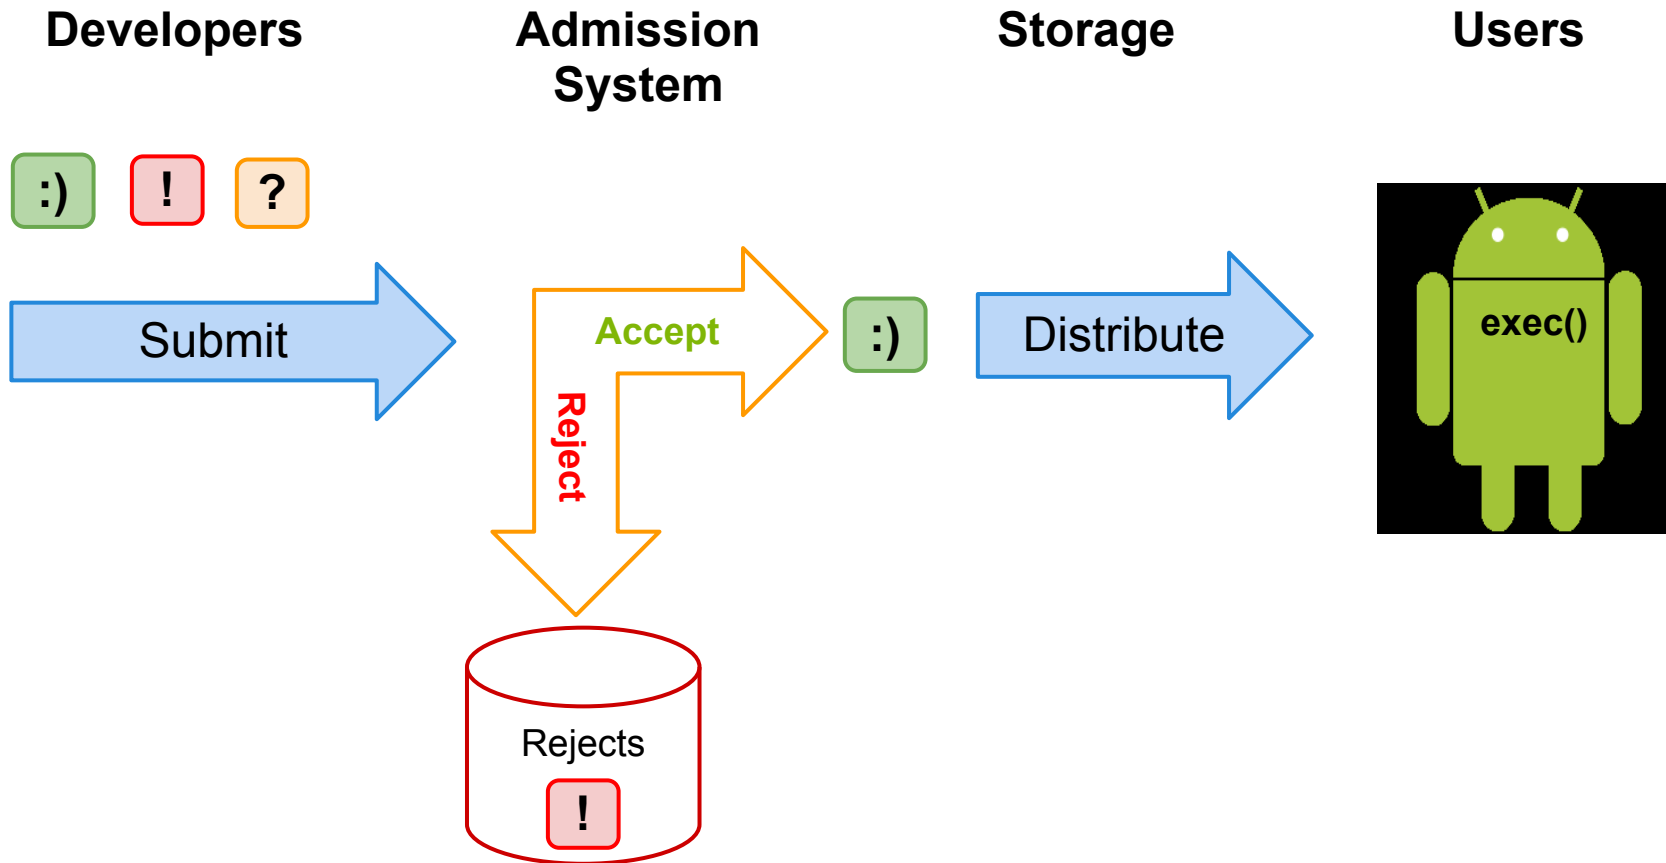 Developers
Admission
System
Storage
Users
:)
!
?
Submit
Accept
Reject
:)
Distribute
exec()
Rejects
!